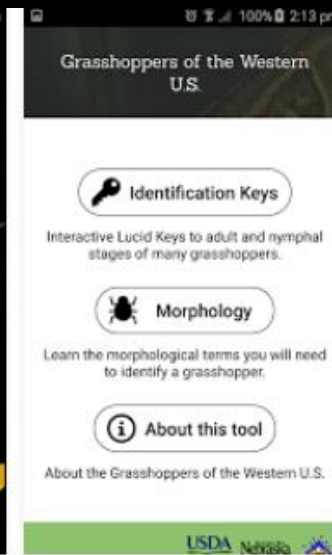 100% 2:13 pm
Grasshoppers of the Western
U.S.
Identification Keys
Interactive Lucid Keys to adult and nymphal
stages of many grasshoppers.
Morphology
Learn the morphological terms you will need
to identify a grasshopper.
About this tool
About the Grasshoppers of the Western U.S.
USDA Nebraska